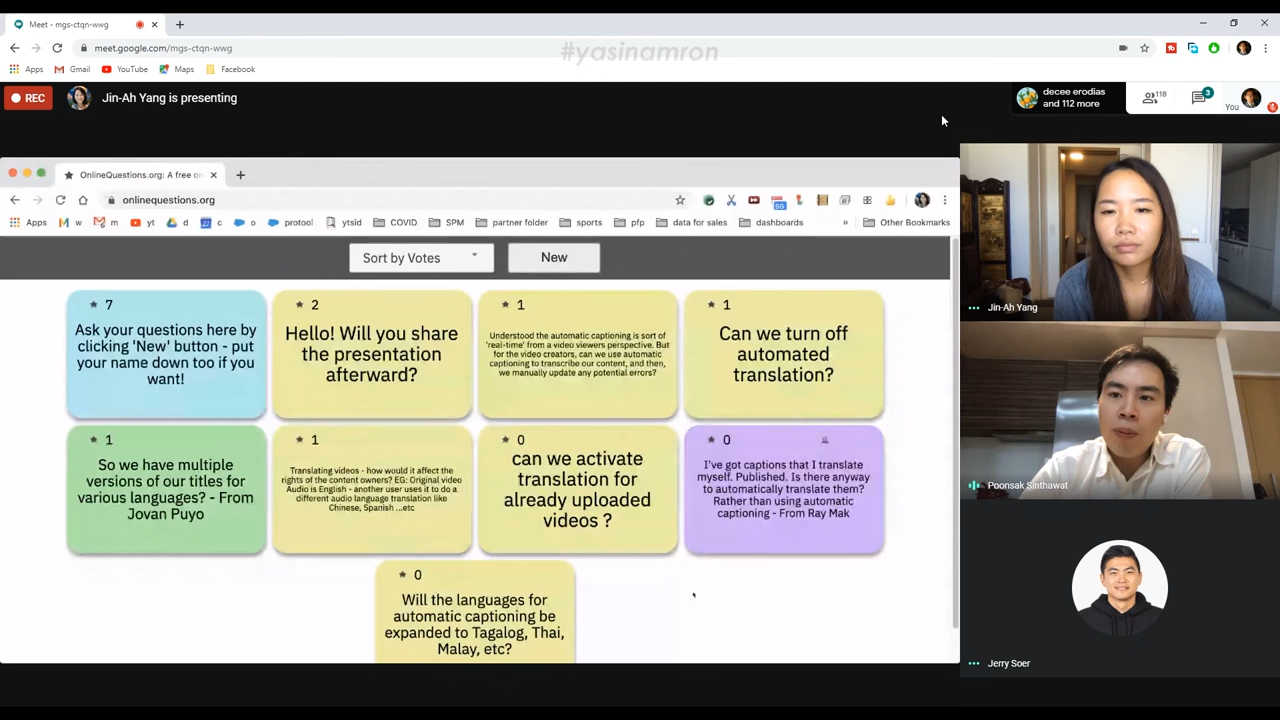 Meet - mgs-ctqn-wwg
meet.google.com/mgs-ctqn-wwg
#yasinamron
Apps Gmail YouTube Maps Facebook
REC
Jin-Ah Yang is presenting
decee erodias
and 112 more
118
3
You
OnlineQuestions.org: A free on
onlinequestions.org
Apps w m yt d c o protool ytsid COVID SPM partner folder sports pfp data for sales dashboards » Other Bookmarks
Sort by Votes
New
7
Ask your questions here by
clicking 'New' button - put
your name down too if you
want!
2
Hello! Will you share
the presentation
afterward?
1
Understood the automatic captioning is sort of
'real-time' from a video viewers perspective. But
for the video creators, can we use automatic
captioning to transcribe our content, and then,
we manually update any potential errors?
1
Can we turn off
automated
translation?
1
So we have multiple
versions of our titles for
various languages? - From
Jovan Puyo
1
Translating videos - how would it affect the
rights of the content owners? EG: Original video
Audio is English - another user uses it to do a
different audio language translation like
Chinese, Spanish ...etc
0
can we activate
translation for
already uploaded
videos ?
0
I've got captions that I translate
myself. Published. Is there anyway
to automatically translate them?
Rather than using automatic
captioning - From Ray Mak
0
Will the languages for
automatic captioning be
expanded to Tagalog, Thai,
Malay, etc?
Jin-Ah Yang
Poonsak Sinthawat
Jerry Soer